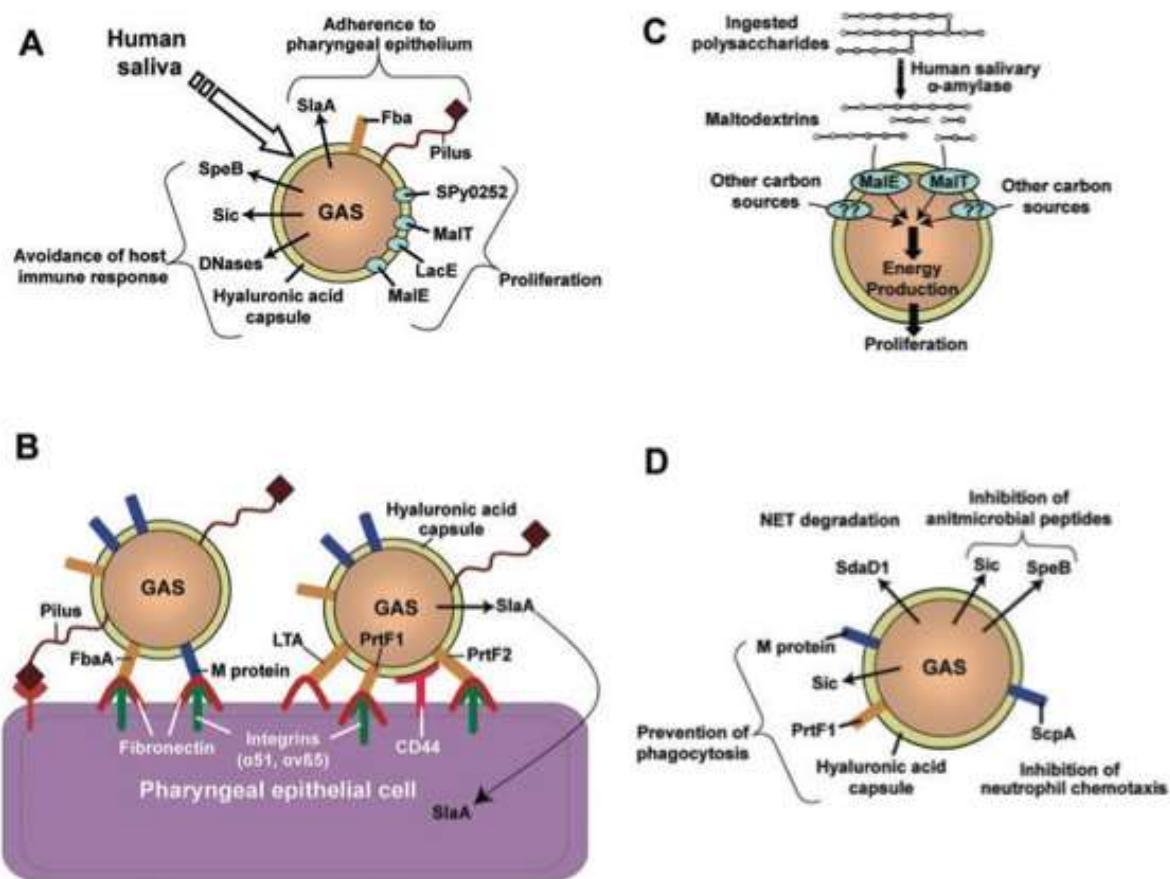 A
Human
saliva
Adherence to
pharyngeal epithelium
SlaA
Fba
Pilus
SpeB
Sic
DNases
Hyaluronic acid
capsule
Avoidance of host
immune response
GAS
SPy0252
MalT
LacE
MalE
Proliferation
C
Ingested
polysaccharides
Human salivary
α-amylase
Maltodextrins
Other carbon
sources
MalE
MalT
??
??
Other carbon
sources
Energy
Production
Proliferation
B
GAS
Pilus
FbaA
M protein
Hyaluronic acid
capsule
GAS
SlaA
LTA
PrtF1
PrtF2
Fibronectin
Integrins
(α51, αvß5)
CD44
Pharyngeal epithelial cell
SlaA
D
NET degradation
Inhibition of
anitmicrobial peptides
SdaD1
Sic
SpeB
M protein
GAS
Sic
PrtF1
ScpA
Prevention of
phagocytosis
Hyaluronic acid
capsule
Inhibition of
neutrophil chemotaxis